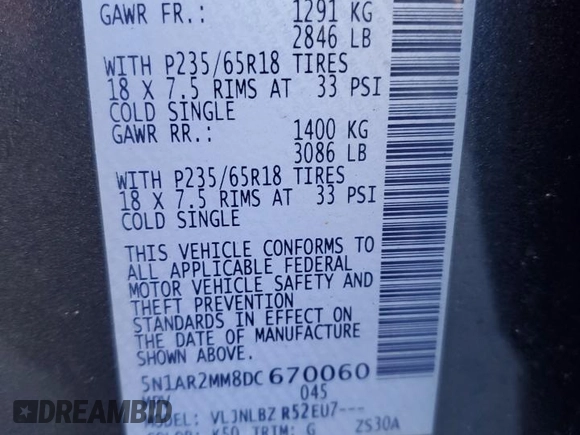 GAWR FR.: 1291 KG
2846 LB
WITH P235/65R18 TIRES
18 X 7.5 RIMS AT 33 PSI
COLD SINGLE
GAWR RR.: 1400 KG
3086 LB
WITH P235/65R18 TIRES
18 X 7.5 RIMS AT 33 PSI
COLD SINGLE
THIS VEHICLE CONFORMS TO
ALL APPLICABLE FEDERAL
MOTOR VEHICLE SAFETY AND
THEFT PREVENTION
STANDARDS IN EFFECT ON
THE DATE OF MANUFACTURE
SHOWN ABOVE.
5N1AR2MM8DC670060
045
MODEL: VLJNLBZ R52EU7---
COLOR: K50 TRIM: G ZS30A
DREAMBID